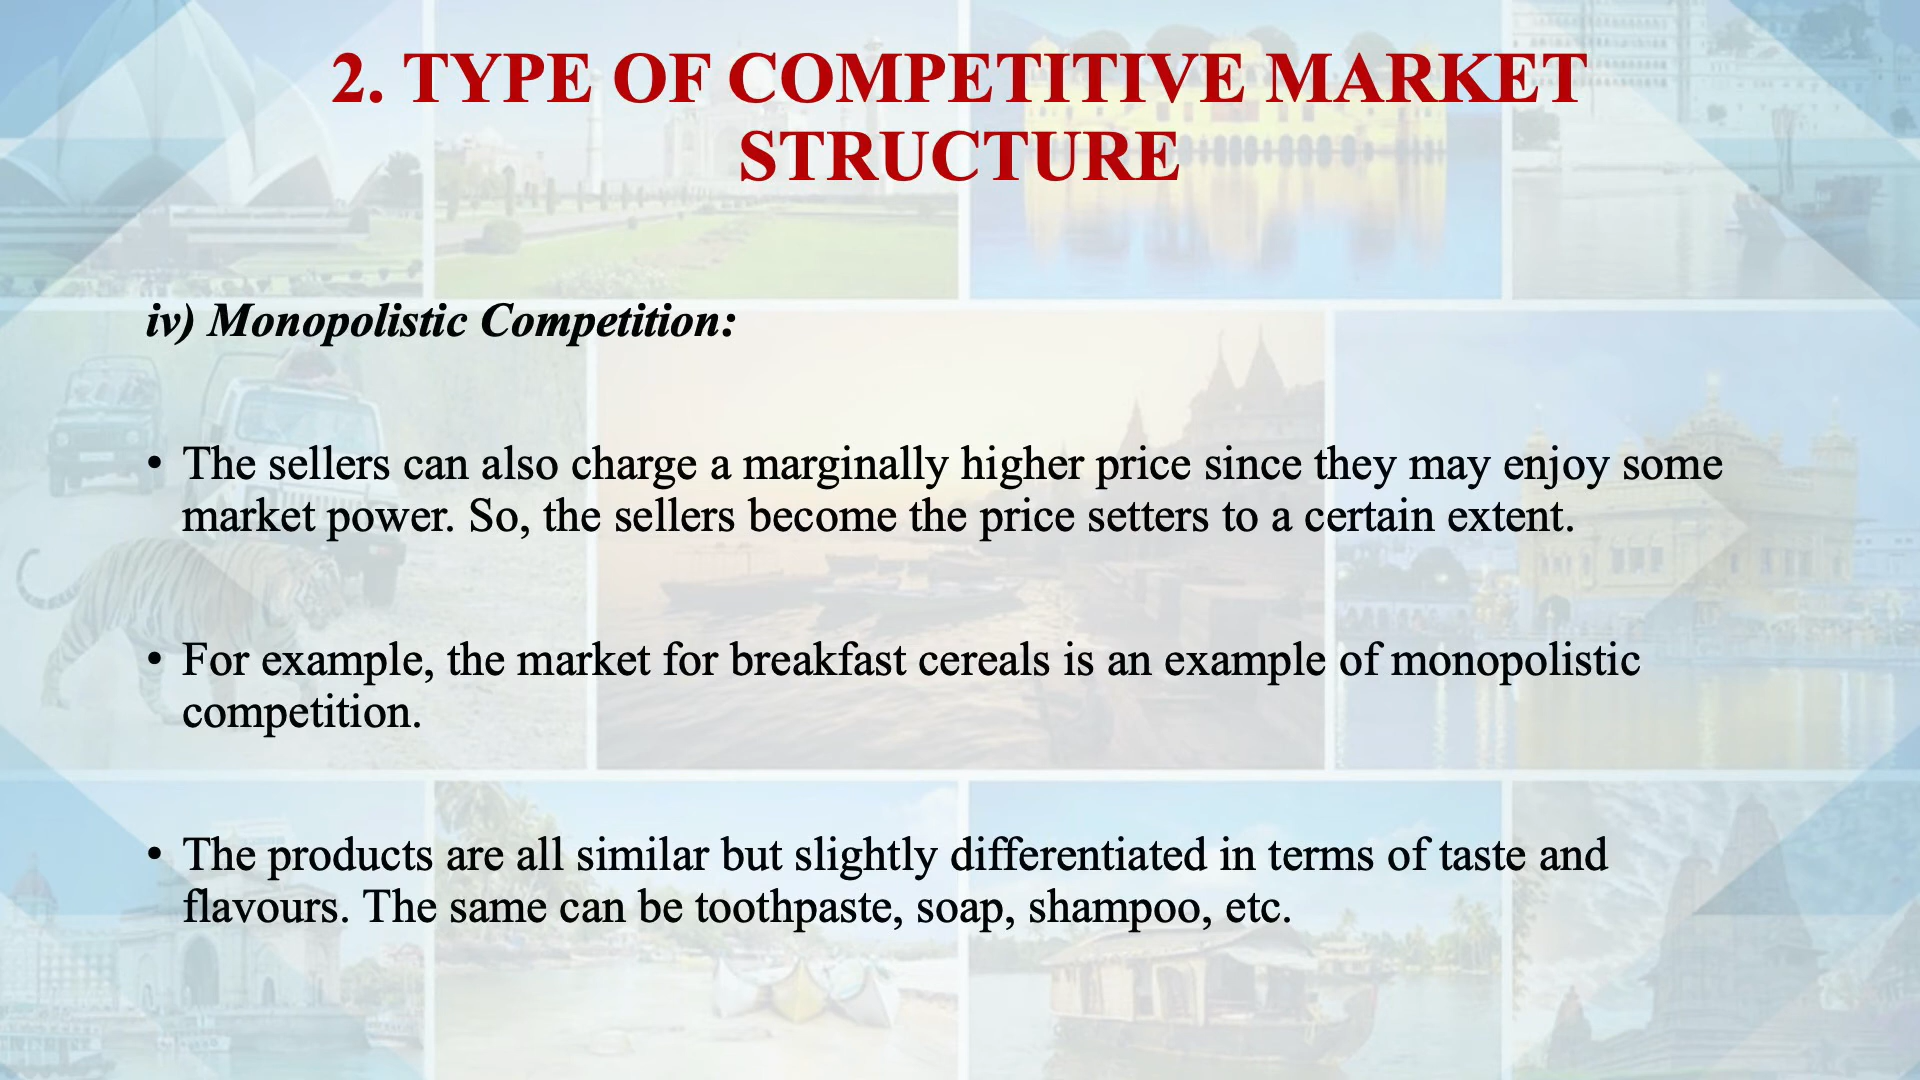 2. TYPE OF COMPETITIVE MARKET
STRUCTURE
iv) Monopolistic Competition:
• The sellers can also charge a marginally higher price since they may enjoy some
market power. So, the sellers become the price setters to a certain extent.
• For example, the market for breakfast cereals is an example of monopolistic
competition.
• The products are all similar but slightly differentiated in terms of taste and
flavours. The same can be toothpaste, soap, shampoo, etc.